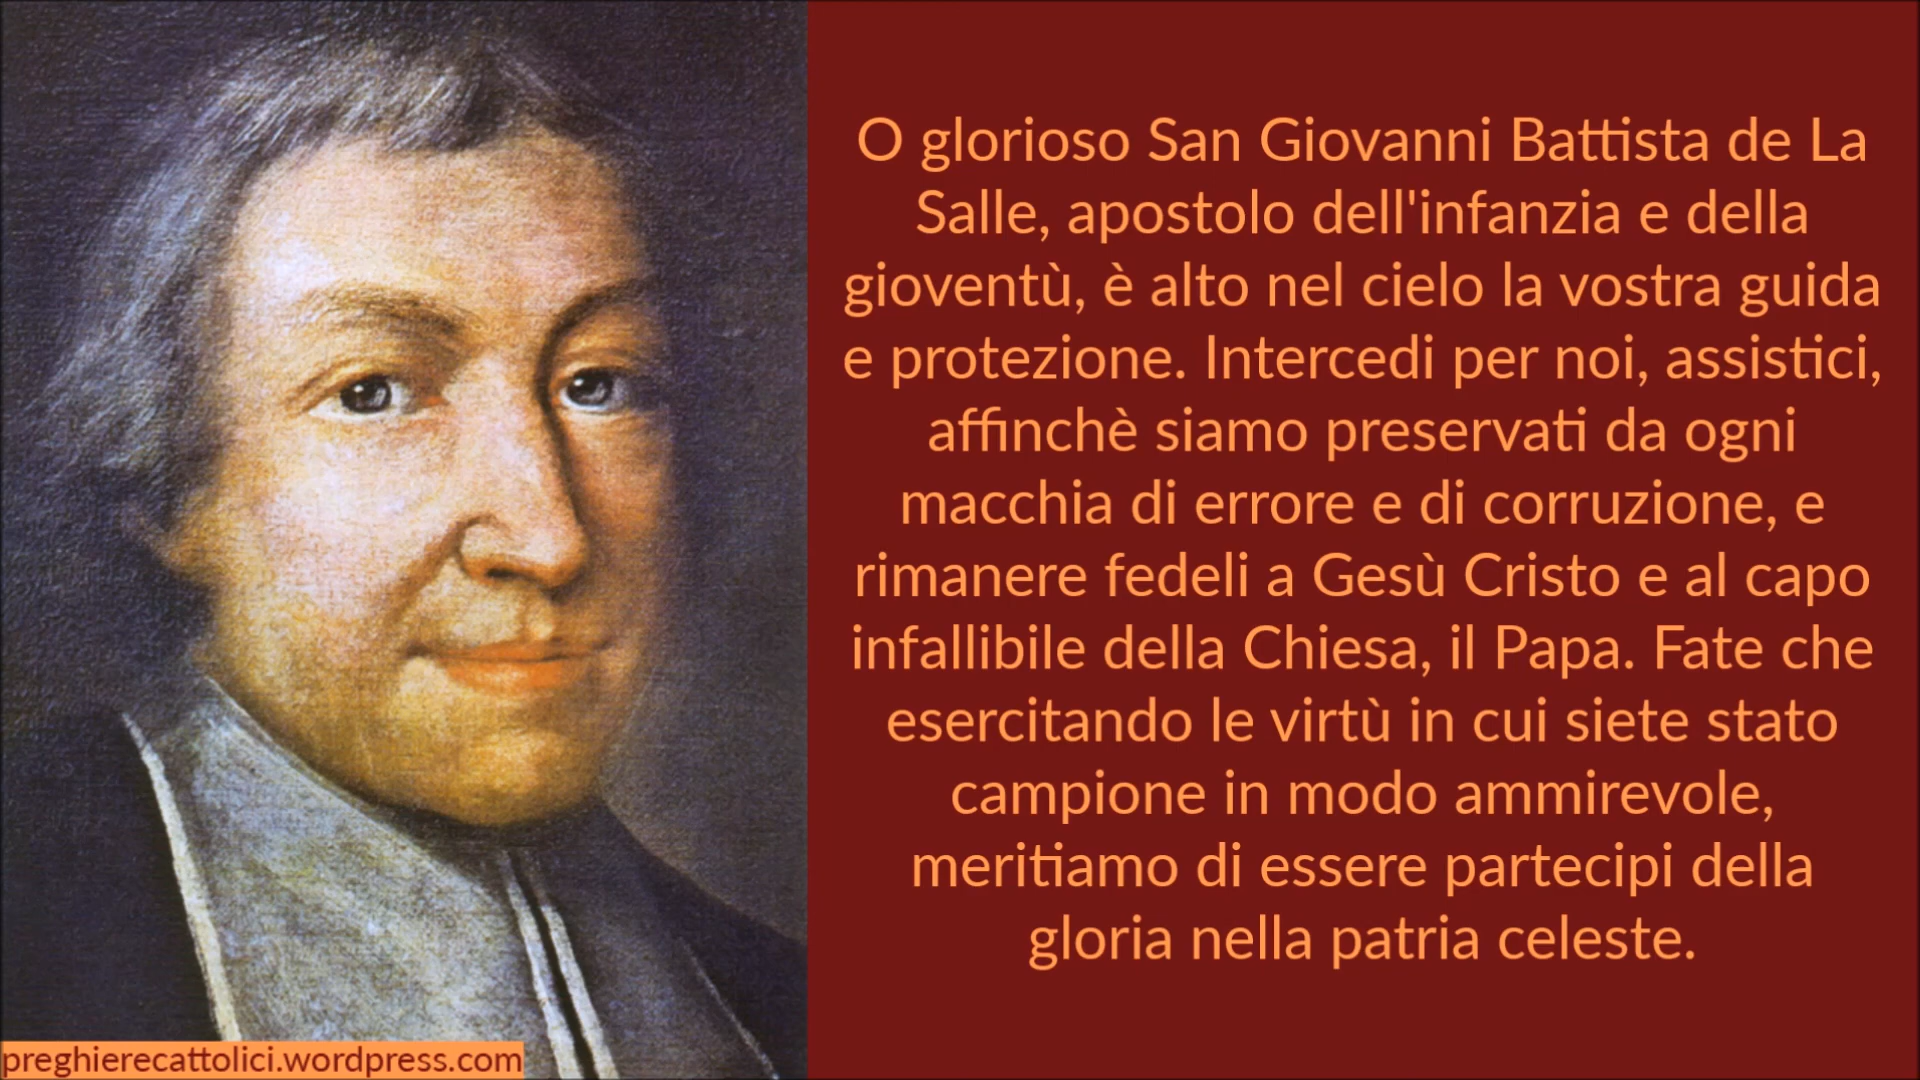 O glorioso San Giovanni Battista de La
Salle, apostolo dell'infanzia e della
gioventù, è alto nel cielo la vostra guida
e protezione. Intercedi per noi, assistici,
affinchè siamo preservati da ogni
macchia di errore e di corruzione, e
rimanere fedeli a Gesù Cristo e al capo
infallibile della Chiesa, il Papa. Fate che
esercitando le virtù in cui siete stato
campione in modo ammirevole,
meritiamo di essere partecipi della
gloria nella patria celeste.
preghierecattolici.wordpress.com